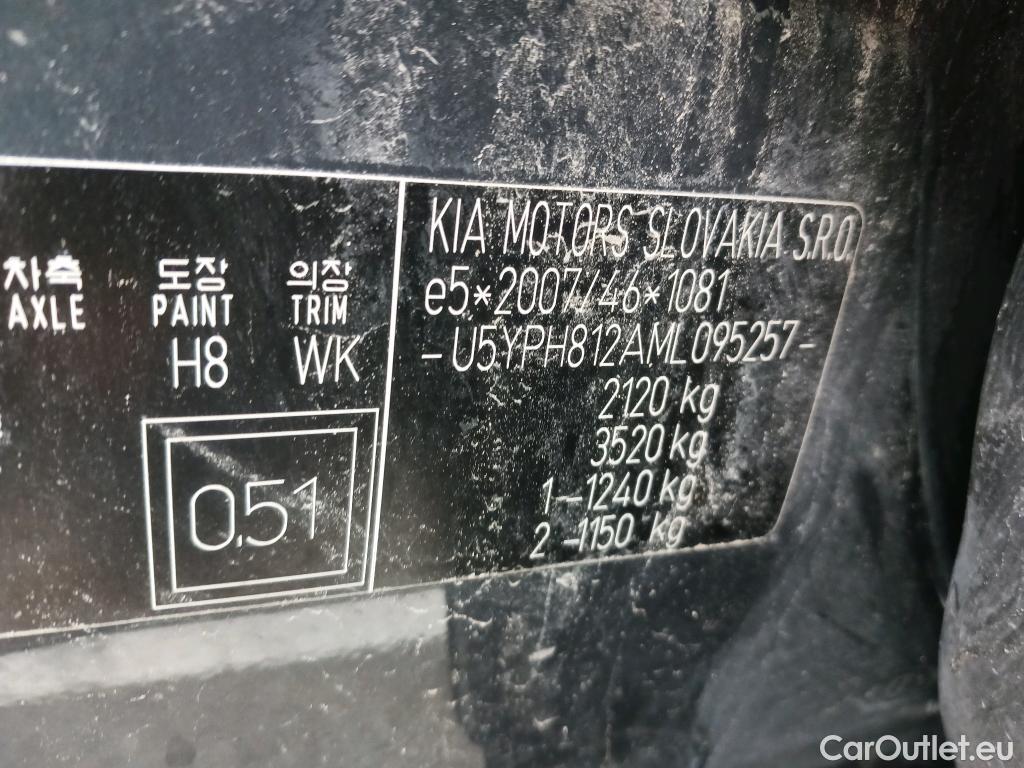 차축 도장 의장
AXLE PAINT TRIM
H8 WK
0.51
KIA MOTORS SLOVAKIA S.R.O.
e5*2007/46*1081
-U5YPH812AML095257-
2120 kg
3520 kg
1-1240 kg
2-1150 kg
CarOutlet.eu